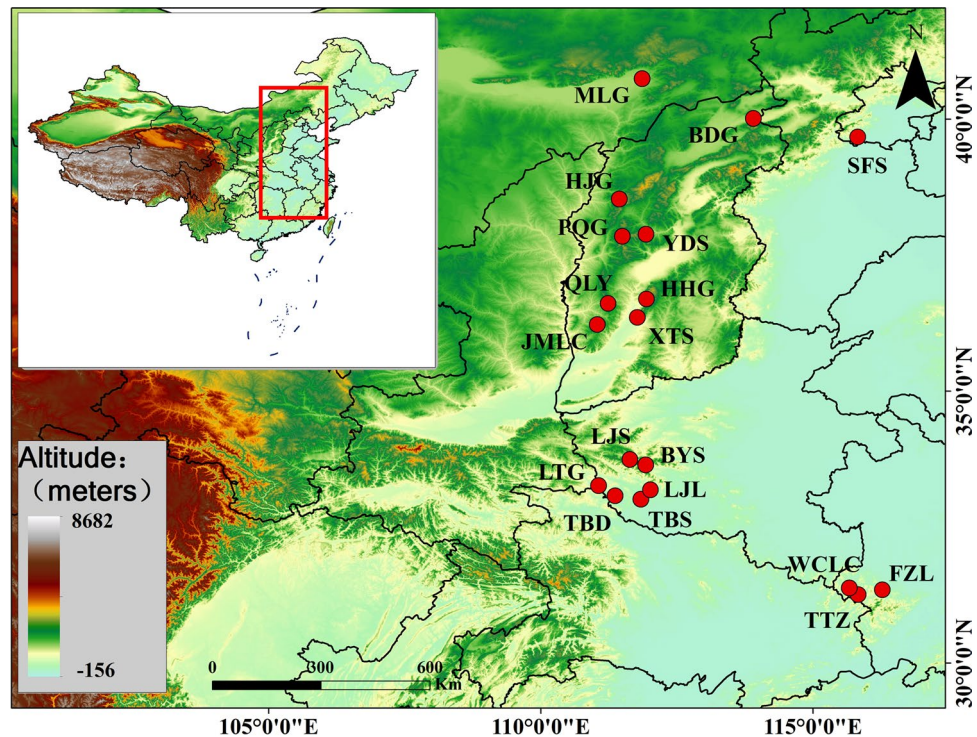 N
MLG
BDG
SFS
HJG
PQG
YDS
QLY
HHG
JMLC
XTS
LJS
BYS
LTG
LJL
TBD
TBS
WCLC
FZL
TTZ
Altitude:
(meters)
8682
-156
0 300 600
Km
105°0'0"E 110°0'0"E 115°0'0"E
40°0'0"N
35°0'0"N
30°0'0"N